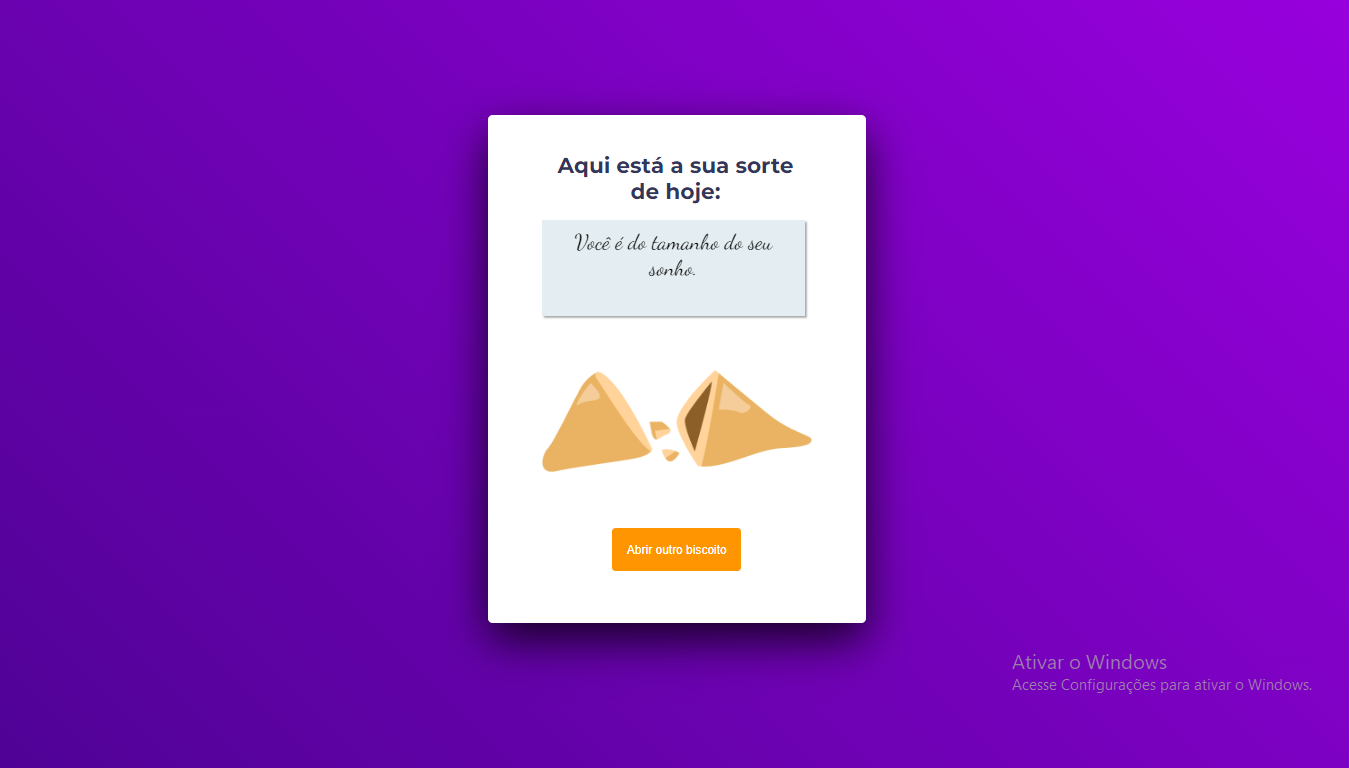 Aqui está a sua sorte
de hoje:
Você é do tamanho do seu
sonho.
Abrir outro biscoito
Ativar o Windows
Acesse Configurações para ativar o Windows.